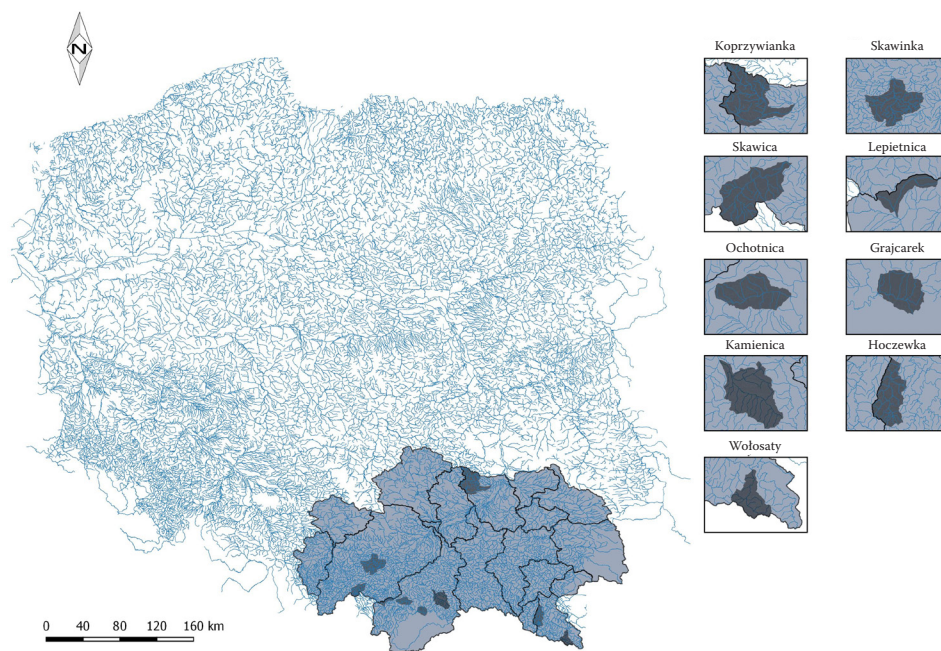 N
Koprzywianka
Skawinka
Skawica
Lepietnica
Ochotnica
Grajcarek
Kamienica
Hoczewka
Wołosaty
0 40 80 120 160 km